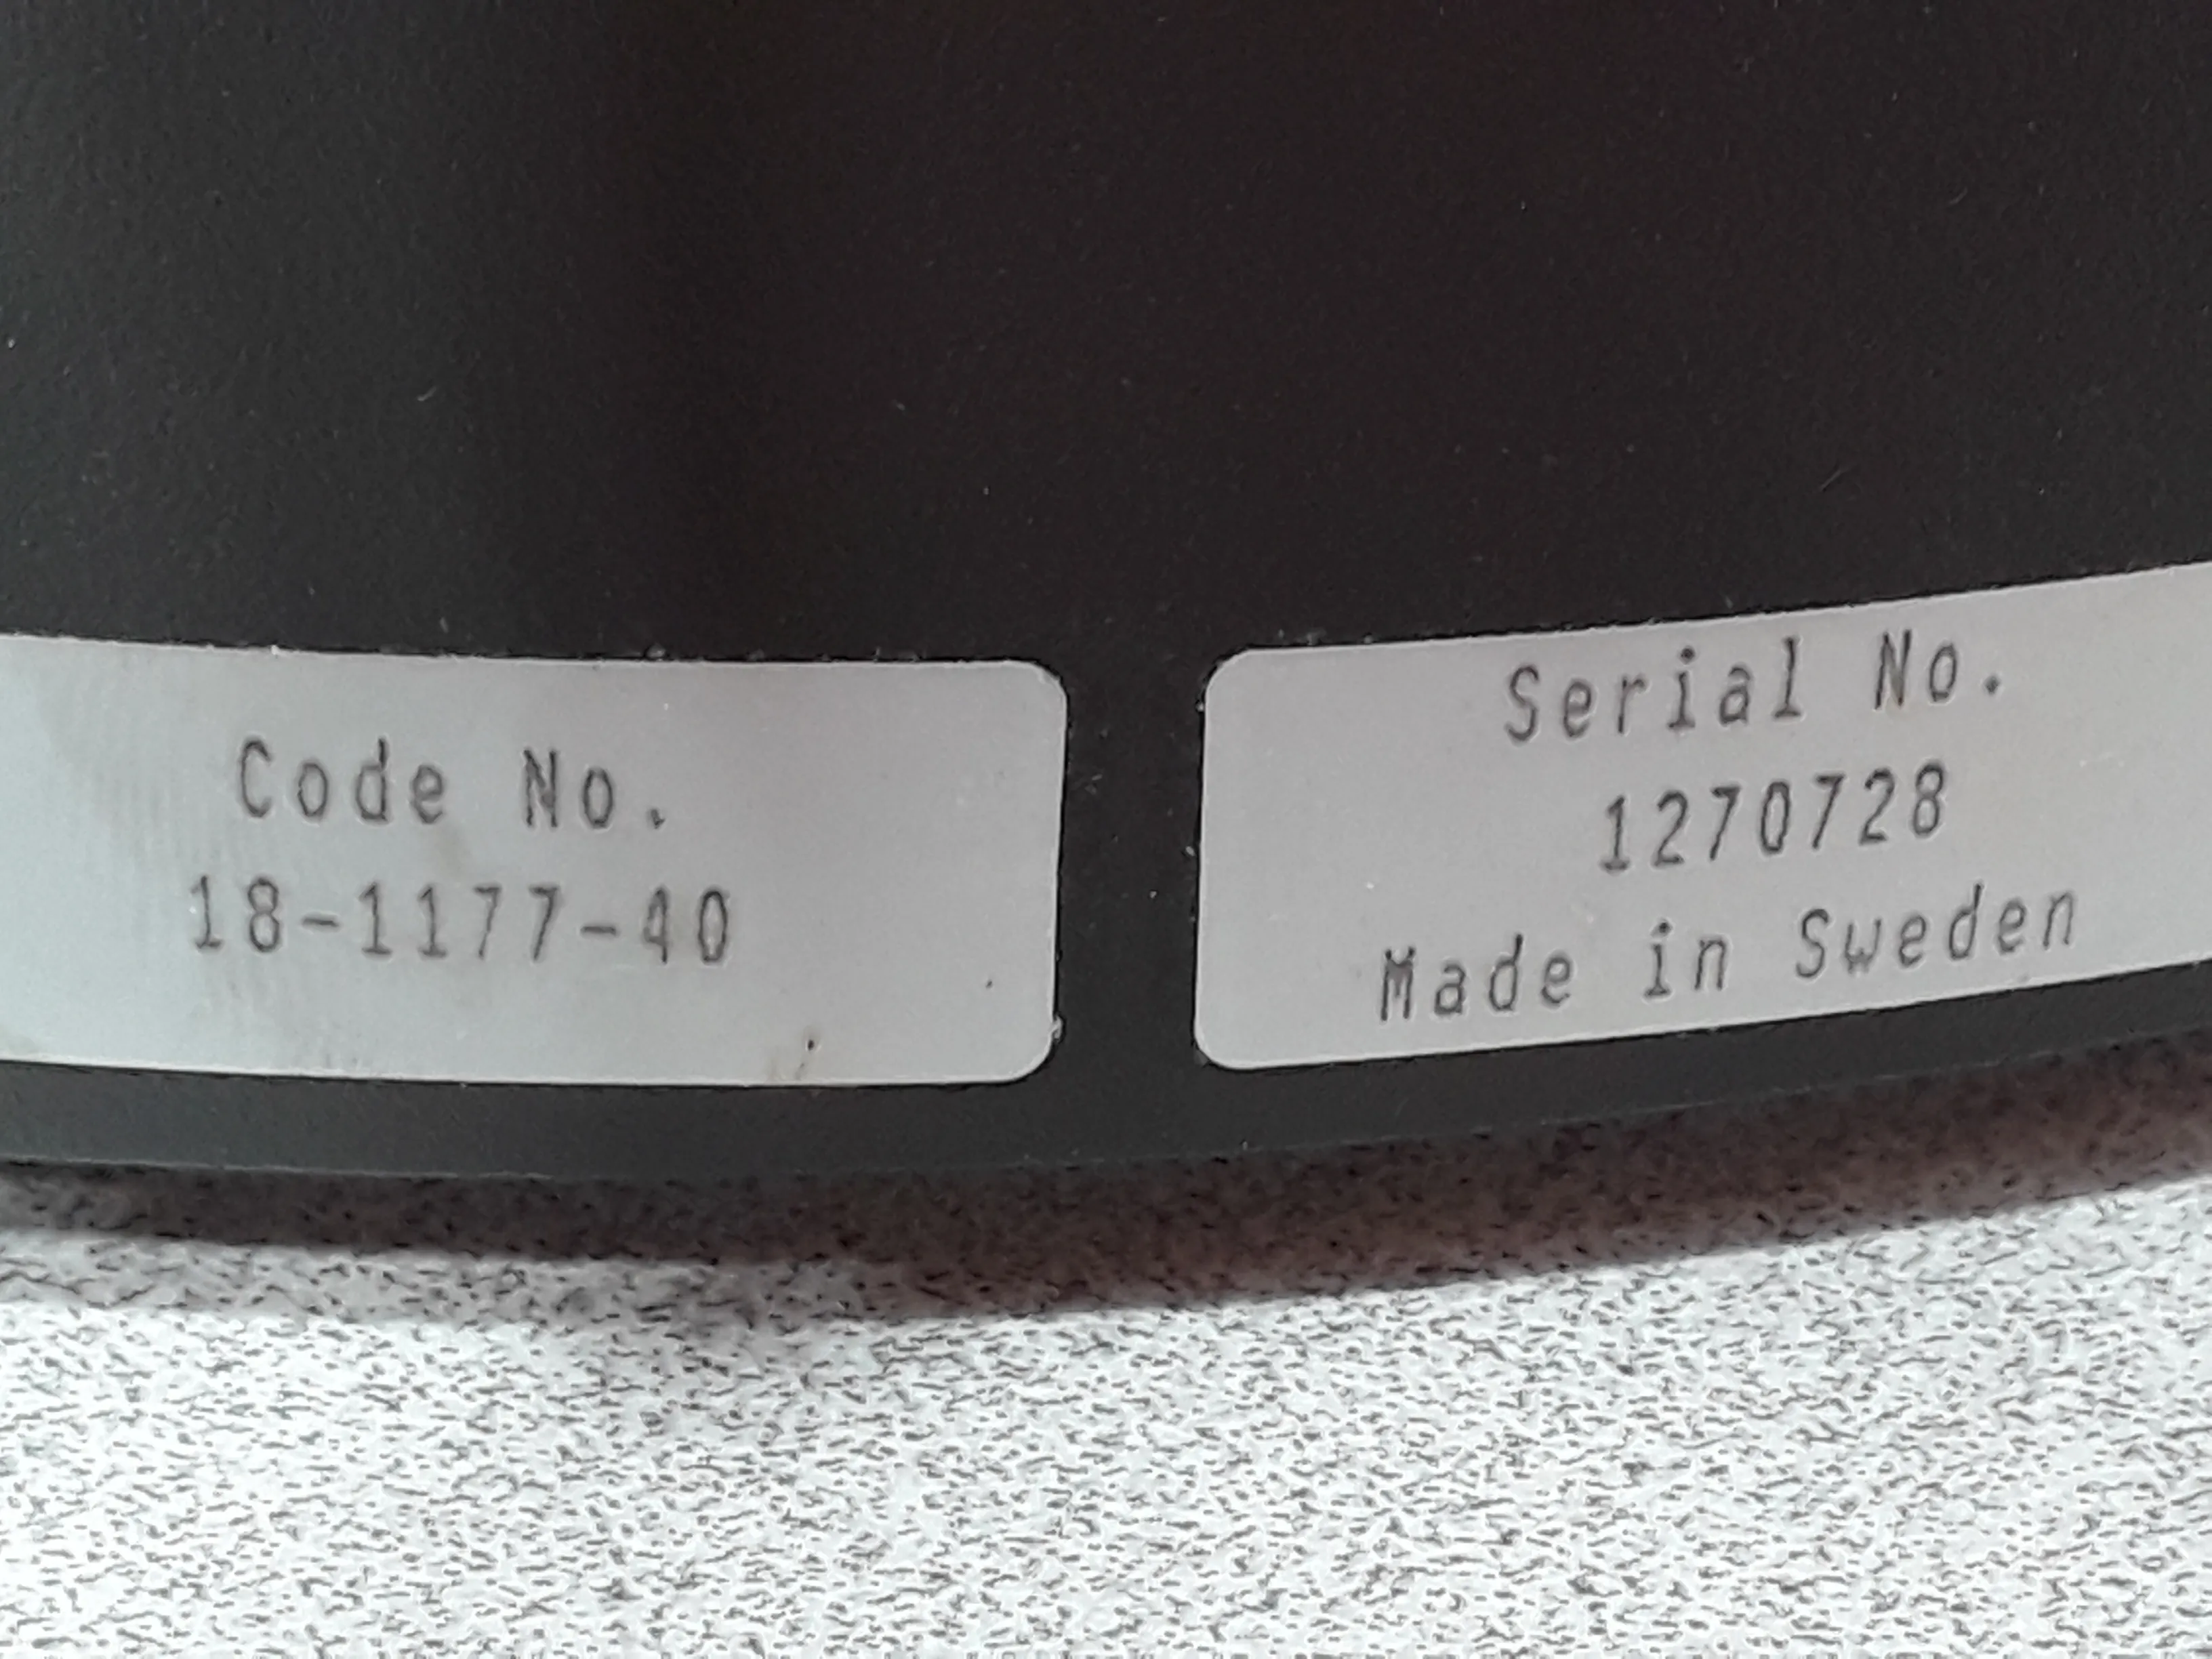 Code No.
18-1177-40
Serial No.
1270728
Made in Sweden